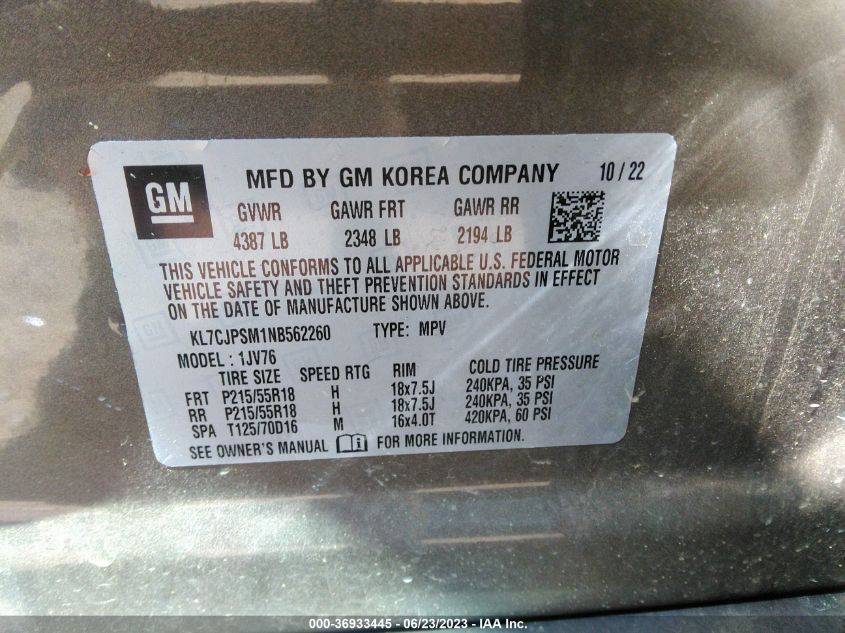 GM
MFD BY GM KOREA COMPANY 10 / 22
GVWR GAWR FRT GAWR RR
4387 LB 2348 LB 2194 LB
THIS VEHICLE CONFORMS TO ALL APPLICABLE U.S. FEDERAL MOTOR
VEHICLE SAFETY AND THEFT PREVENTION STANDARDS IN EFFECT
ON THE DATE OF MANUFACTURE SHOWN ABOVE.
KL7CJPSM1NB562260 TYPE: MPV
MODEL : 1JV76
TIRE SIZE SPEED RTG RIM COLD TIRE PRESSURE
FRT P215/55R18 H 18x7.5J 240KPA, 35 PSI
RR P215/55R18 H 18x7.5J 240KPA, 35 PSI
SPA T125/70D16 M 16x4.0T 420KPA, 60 PSI
SEE OWNER'S MANUAL FOR MORE INFORMATION.
000-36933445 - 06/23/2023 - IAA Inc.